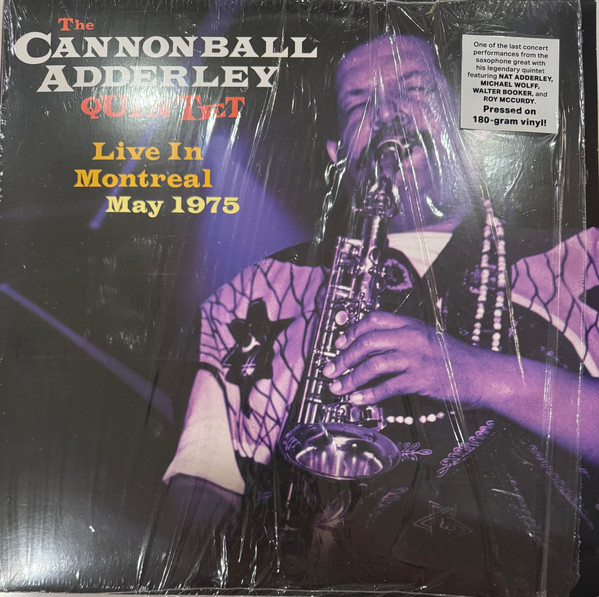 The
CANNONBALL
ADDERLEY
QUINTET
Live In
Montreal
May 1975
One of the last concert
performances from the
saxophone great with
his legendary quintet
featuring NAT ADDERLEY,
MICHAEL WOLFF,
WALTER BOOKER, and
ROY MCCURDY.
Pressed on
180-gram vinyl!